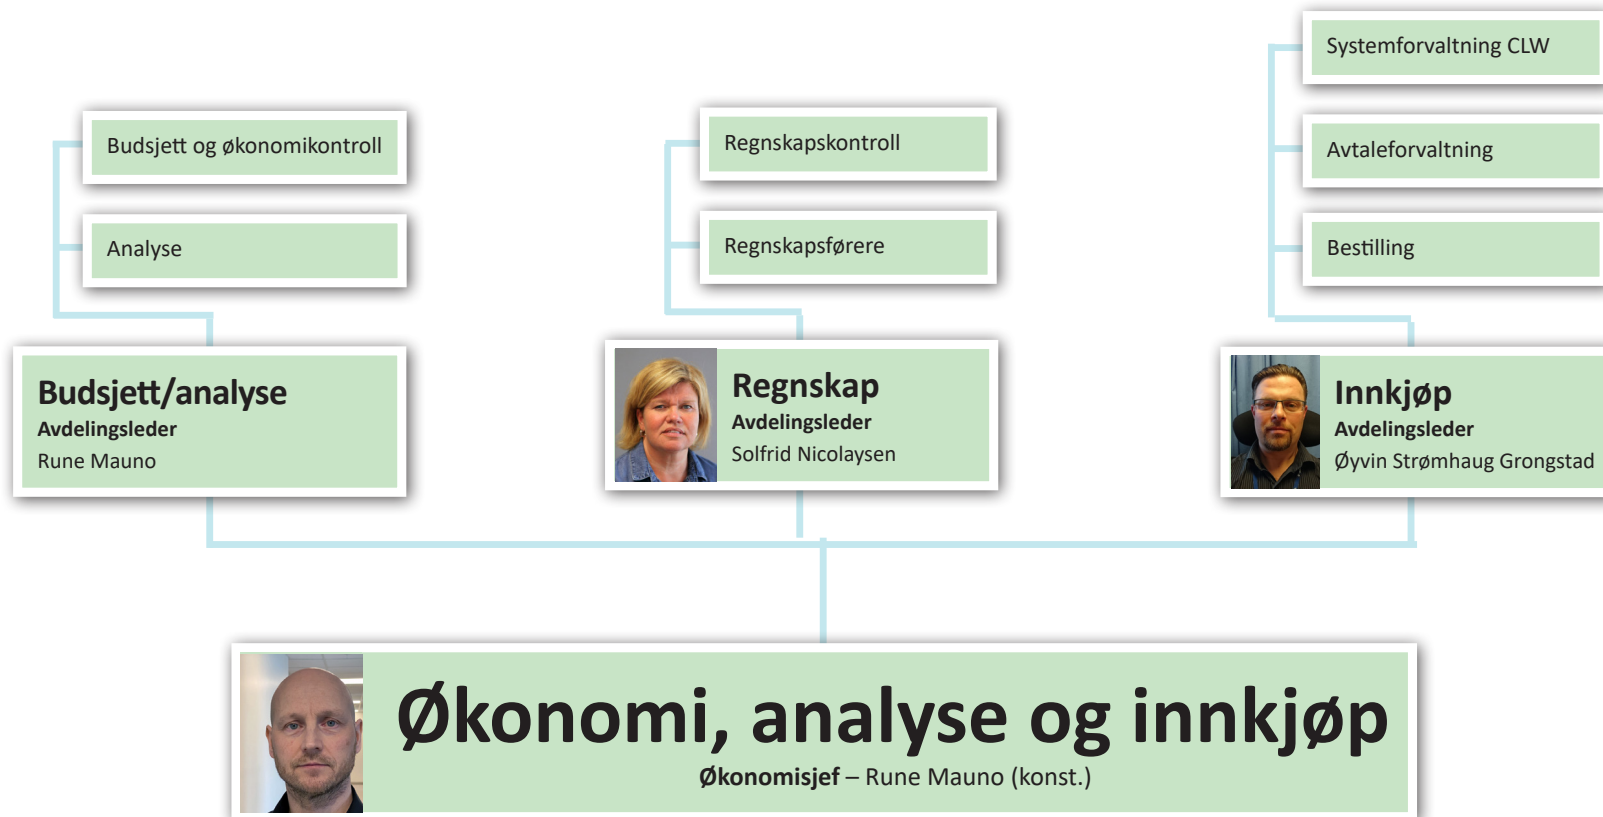 Systemforvaltning CLW
Budsjett og økonomikontroll
Regnskapskontroll
Avtaleforvaltning
Analyse
Regnskapsførere
Bestilling
Budsjett/analyse
Avdelingsleder
Rune Mauno
Regnskap
Avdelingsleder
Solfrid Nicolaysen
Innkjøp
Avdelingsleder
Øyvin Strømhaug Grongstad
Økonomi, analyse og innkjøp
Økonomisjef – Rune Mauno (konst.)